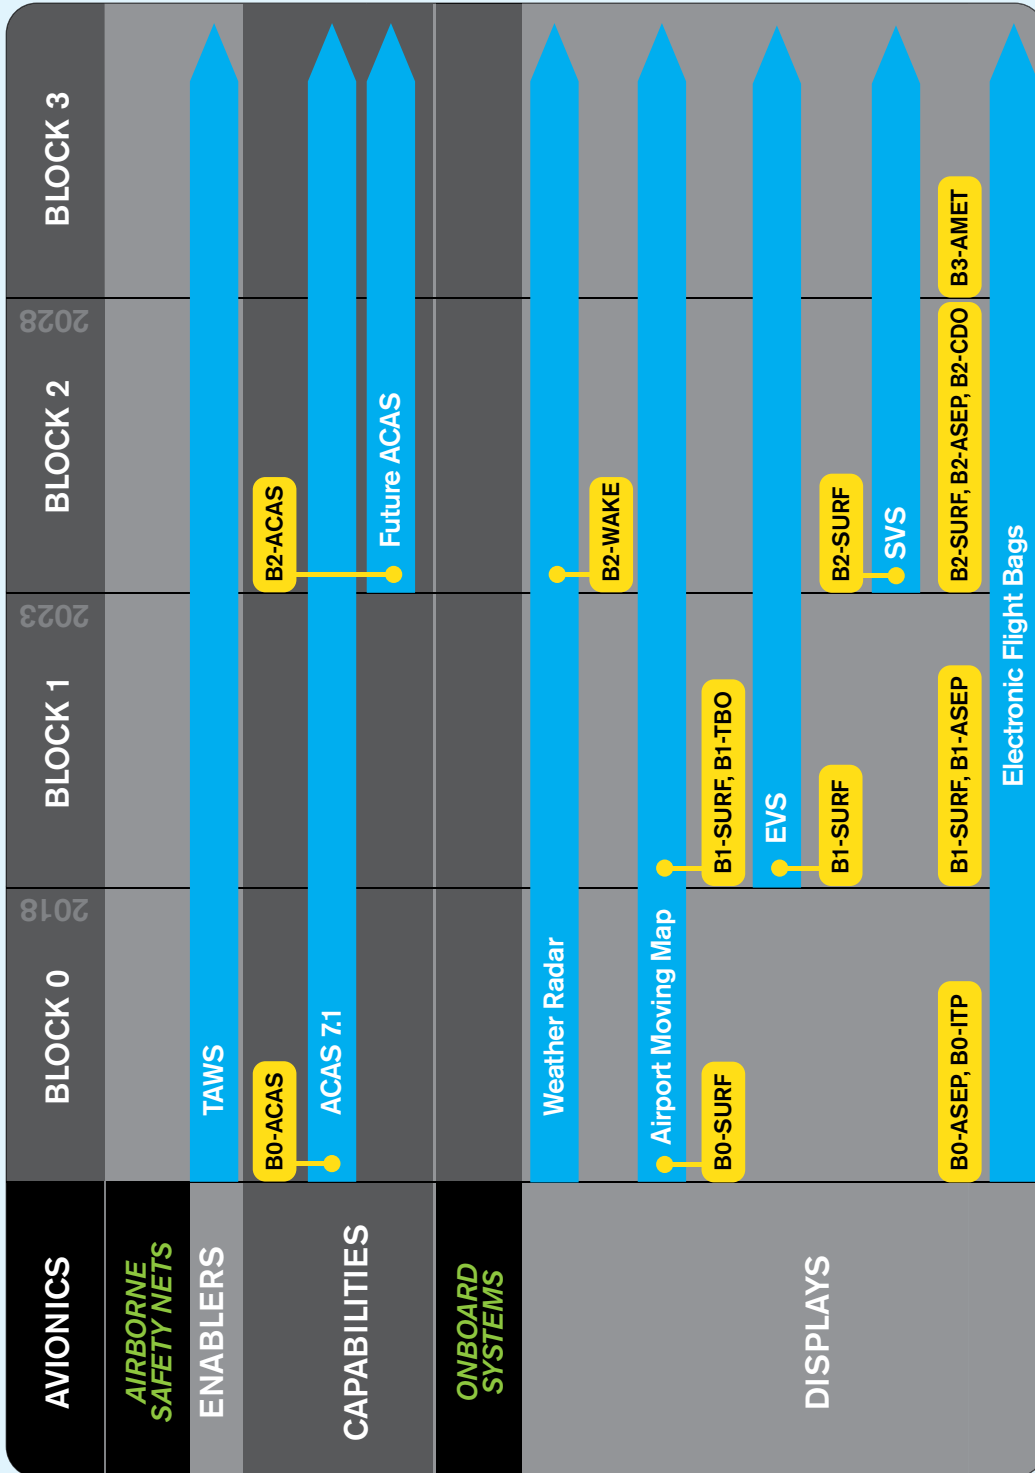 AVIONICS
BLOCK 0
2018
BLOCK 1
2023
BLOCK 2
2028
BLOCK 3
AIRBORNE
SAFETY NETS
ENABLERS
TAWS
CAPABILITIES
B0-ACAS
B2-ACAS
ACAS 7.1
Future ACAS
ONBOARD
SYSTEMS
DISPLAYS
Weather Radar
B2-WAKE
Airport Moving Map
B0-SURF
B1-SURF, B1-TBO
EVS
B1-SURF
B2-SURF
SVS
B0-ASEP, B0-ITP
B1-SURF, B1-ASEP
B2-SURF, B2-ASEP, B2-CDO
B3-AMET
Electronic Flight Bags